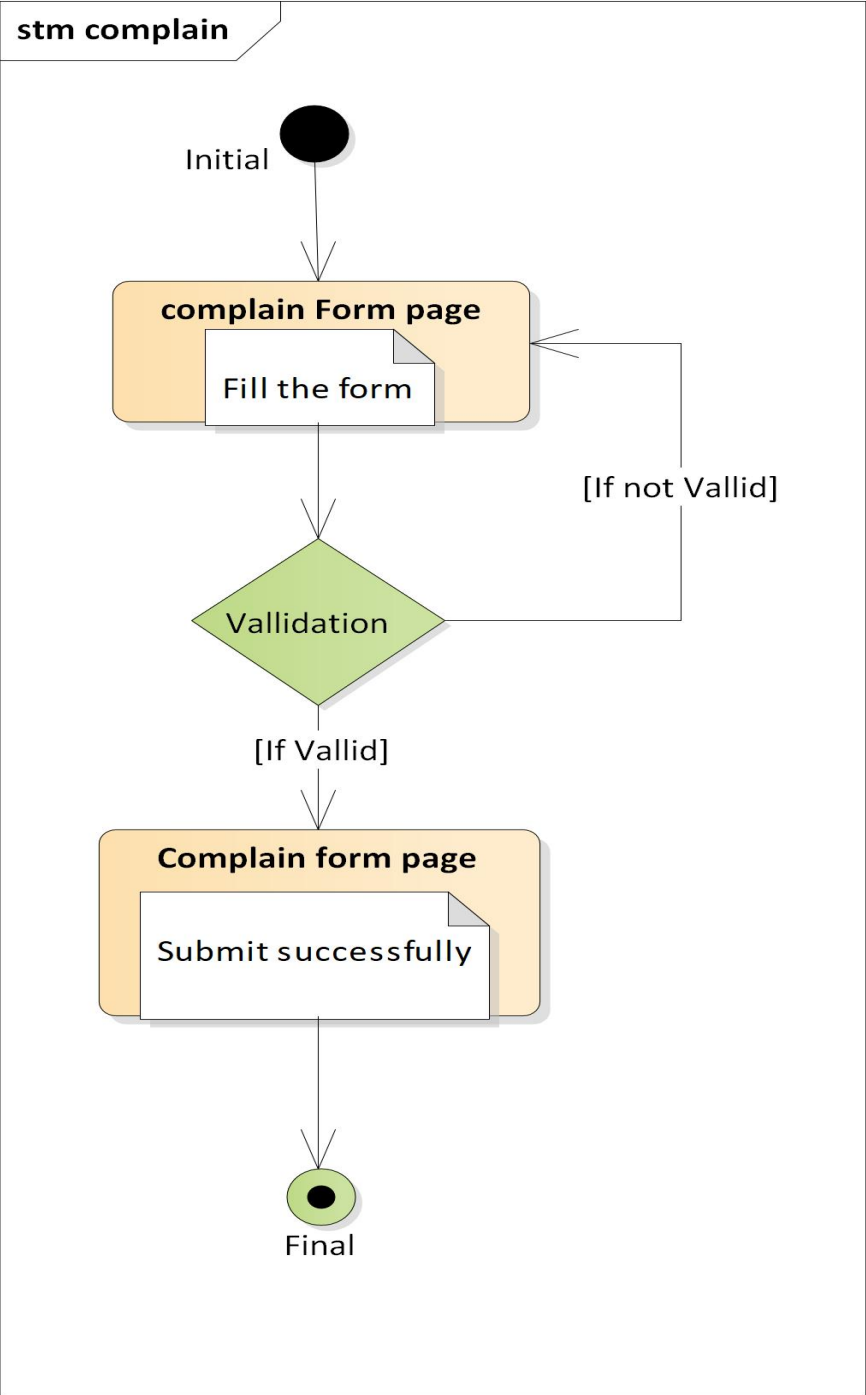 stm complain
Initial
complain Form page
Fill the form
[If not Vallid]
Vallidation
[If Vallid]
Complain form page
Submit successfully
Final